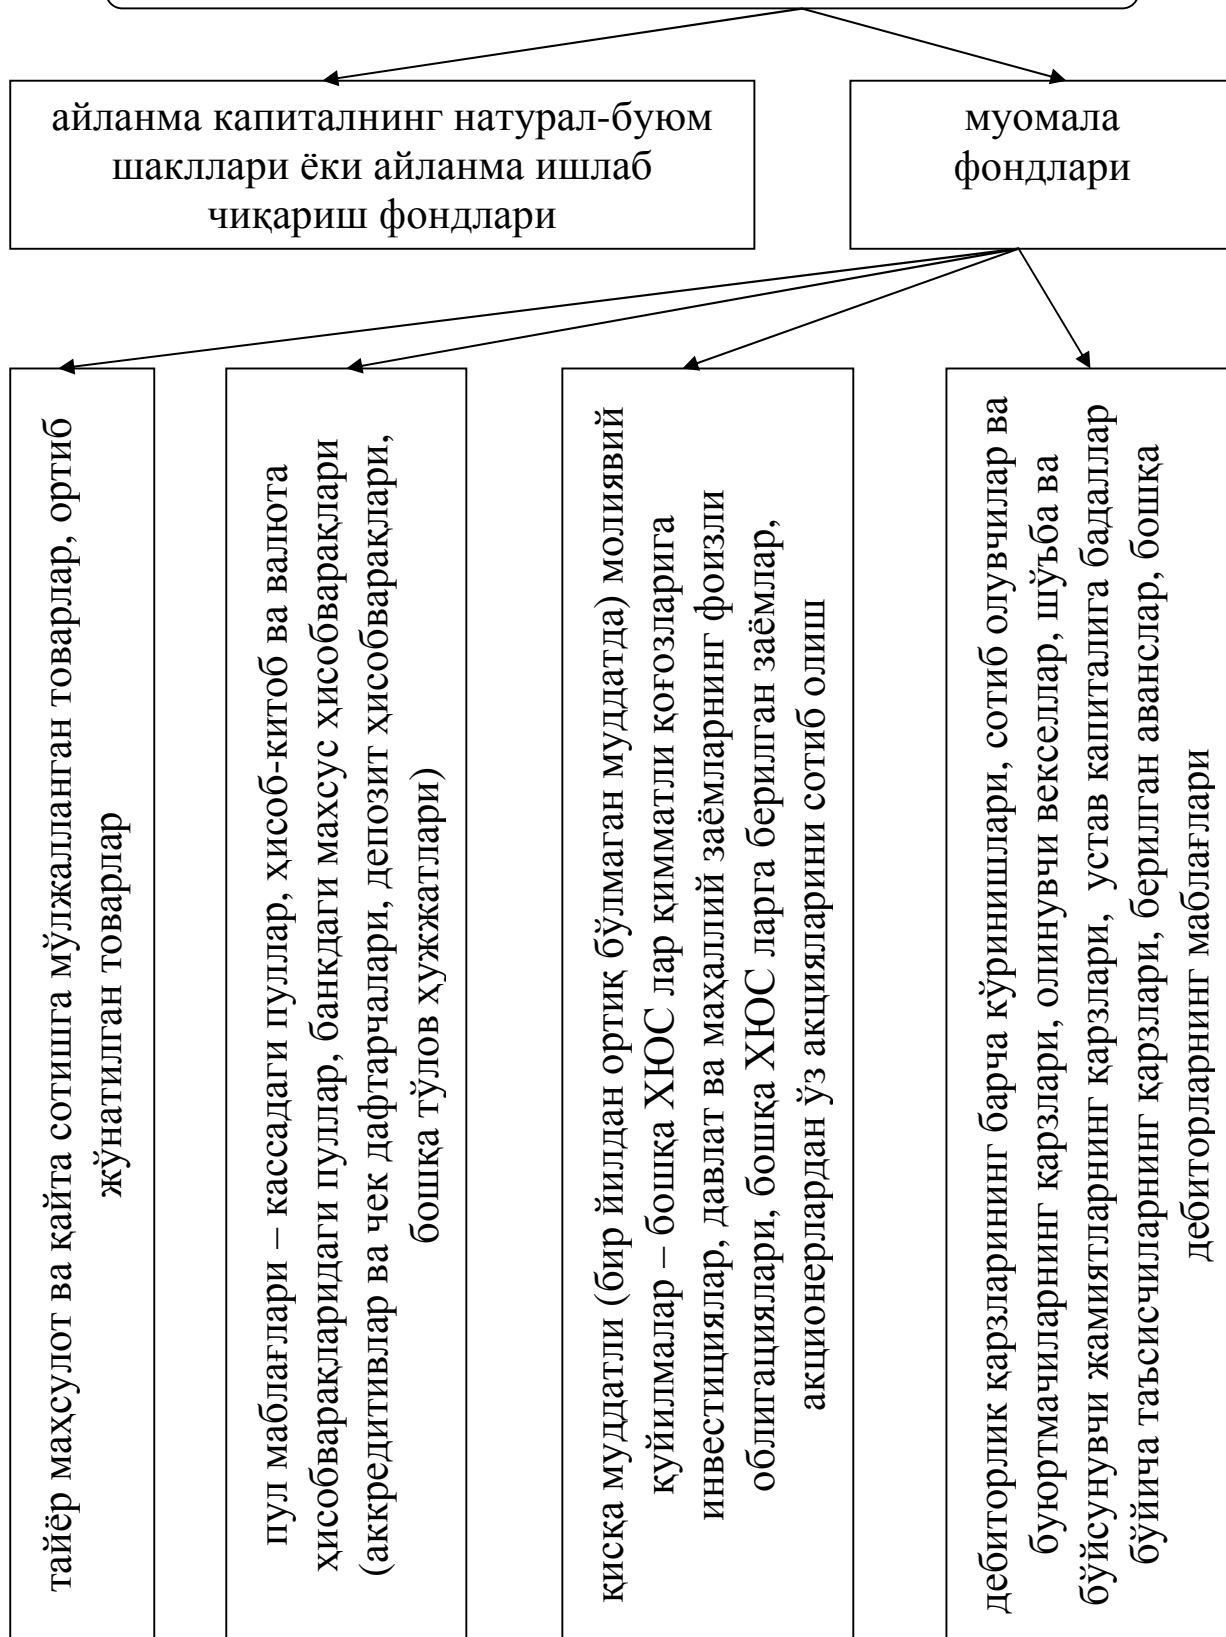 айланма капиталнинг натурал-буюм
шакллари ёки айланма ишлаб
чиқариш фондлари
муомала
фондлари
тайёр маҳсулот ва қайта сотишга мўлжалланган товарлар, ортиб
жўнатилган товарлар
пул маблағлари – кассадаги пуллар, ҳисоб-китоб ва валюта
ҳисобварақларидаги пуллар, банкдаги махсус ҳисобварақлари
(аккредитивлар ва чек дафтарчалари, депозит ҳисобварақлари,
бошқа тўлов ҳужжатлари)
қиска муддатли (бир йилдан ортиқ бўлмаган муддатда) молиявий
қуйилмалар – бошқа ХЮС лар қимматли қоғозларига
инвестициялар, давлат ва маҳаллий заёмларнинг фоизли
облигациялари, бошқа ХЮС ларга берилган заёмлар,
акционерлардан ўз акцияларини сотиб олиш
дебиторлик қарзларининг барча кўринишлари, сотиб олувчилар ва
буюртмачиларнинг қарзлари, олинувчи векселлар, шўъба ва
бўйсунувчи жамиятларнинг қарзлари, устав капиталига бадаллар
бўйича таъсисчиларнинг қарзлари, берилган аванслар, бошқа
дебиторларнинг маблағлари